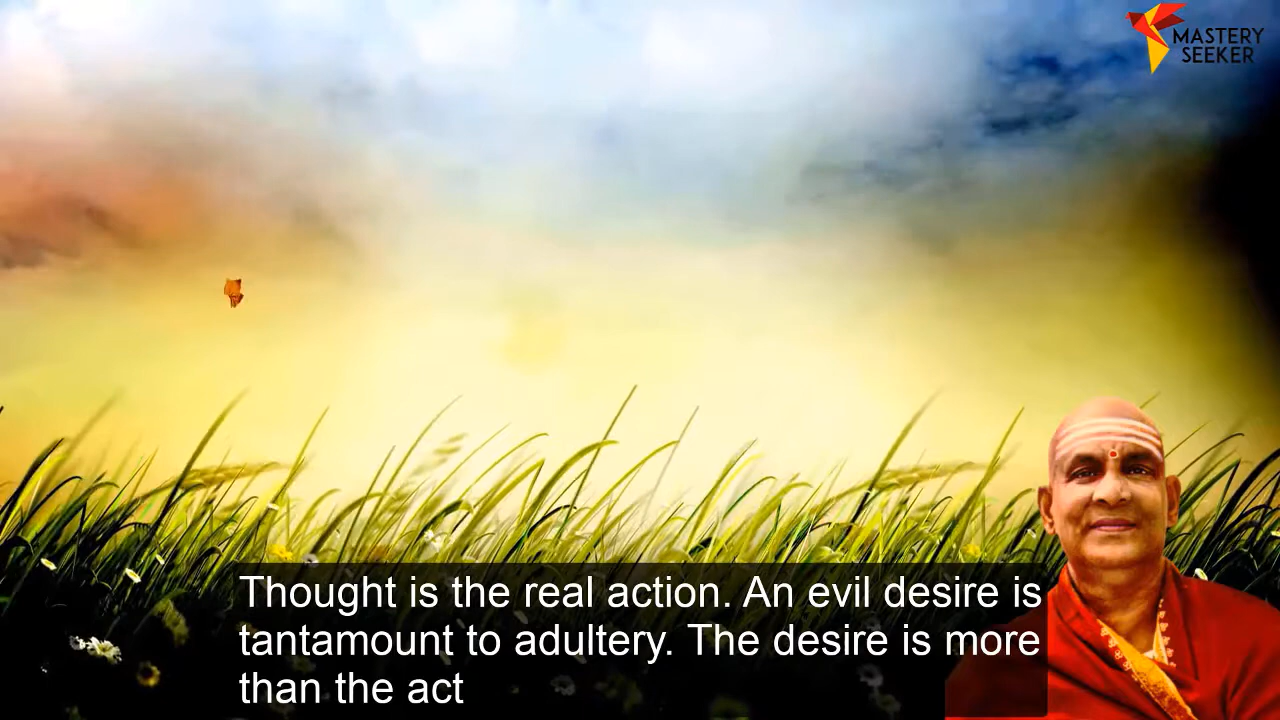 MASTERY
SEEKER
Thought is the real action. An evil desire is
tantamount to adultery. The desire is more
than the act